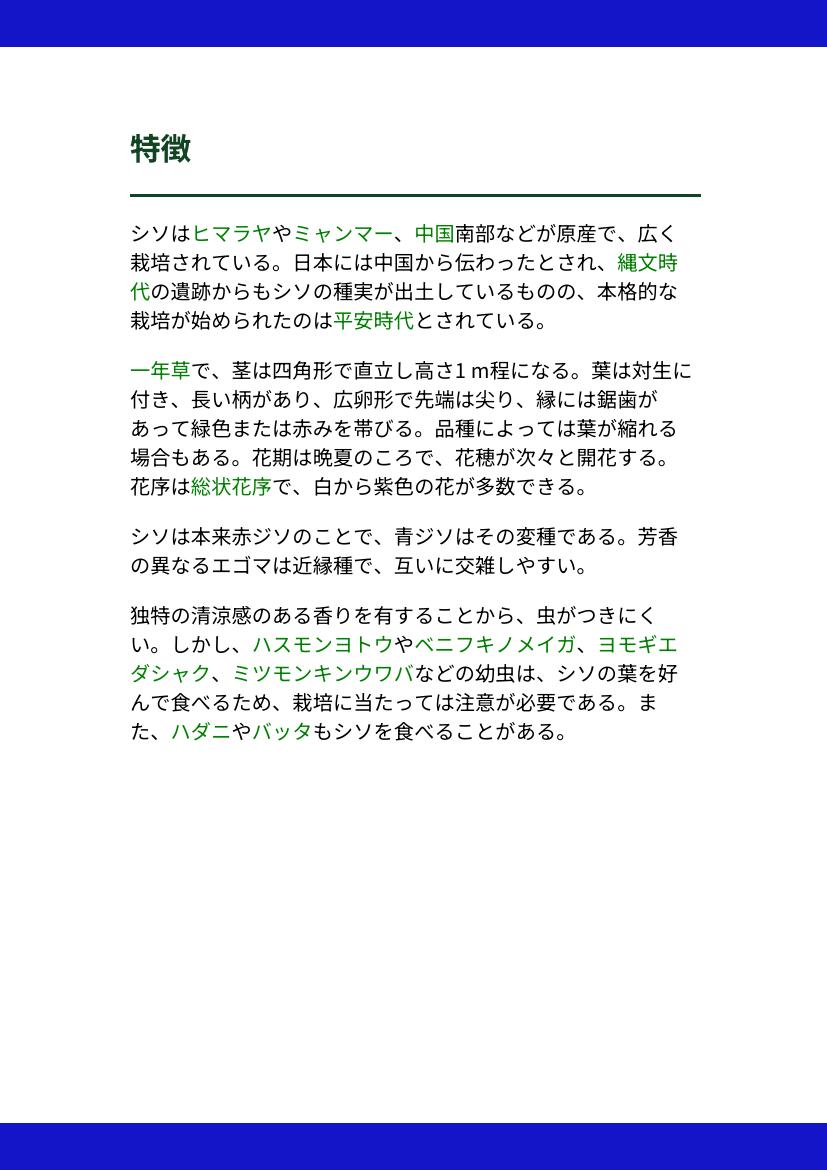 特徴
シソはヒマラヤやミャンマー、中国南部などが原産で、広く
栽培されている。日本には中国から伝わったとされ、縄文時
代の遺跡からもシソの種実が出土しているものの、本格的な
栽培が始められたのは平安時代とされている。
一年草で、茎は四角形で直立し高さ1 m程になる。葉は対生に
付き、長い柄があり、広卵形で先端は尖り、縁には鋸歯が
あって緑色または赤みを帯びる。品種によっては葉が縮れる
場合もある。花期は晩夏のころで、花穂が次々と開花する。
花序は総状花序で、白から紫色の花が多数できる。
シソは本来赤ジソのことで、青ジソはその変種である。芳香
の異なるエゴマは近縁種で、互いに交雑しやすい。
独特の清涼感のある香りを有することから、虫がつきにく
い。しかし、ハスモンヨトウやベニフキノメイガ、ヨモギエ
ダシャク、ミツモンキンウワバなどの幼虫は、シソの葉を好
んで食べるため、栽培に当たっては注意が必要である。ま
た、ハダニやバッタもシソを食べることがある。